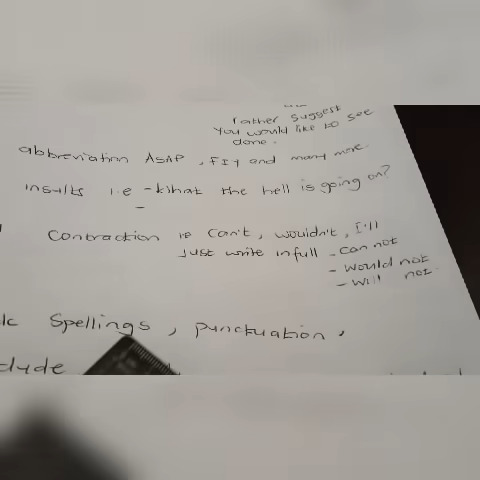 rather suggest
You would like to see
done.
abbreviation ASAP, FIY and many more.
insults i.e - What the hell is going on?
Contraction ie can't, wouldn't, I'll
Just write in full - can not
- would not
- will not.
Spellings, punctuation,